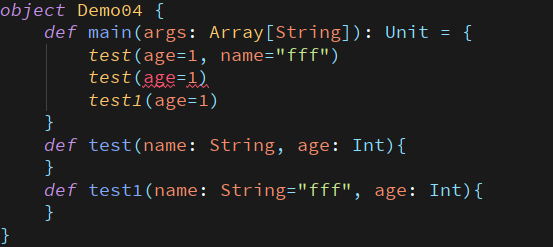 object Demo04 {
    def main(args: Array[String]): Unit = {
        test(age=1, name="fff")
        test(age=1)
        test1(age=1)
    }
    def test(name: String, age: Int){
    }
    def test1(name: String="fff", age: Int){
    }
}